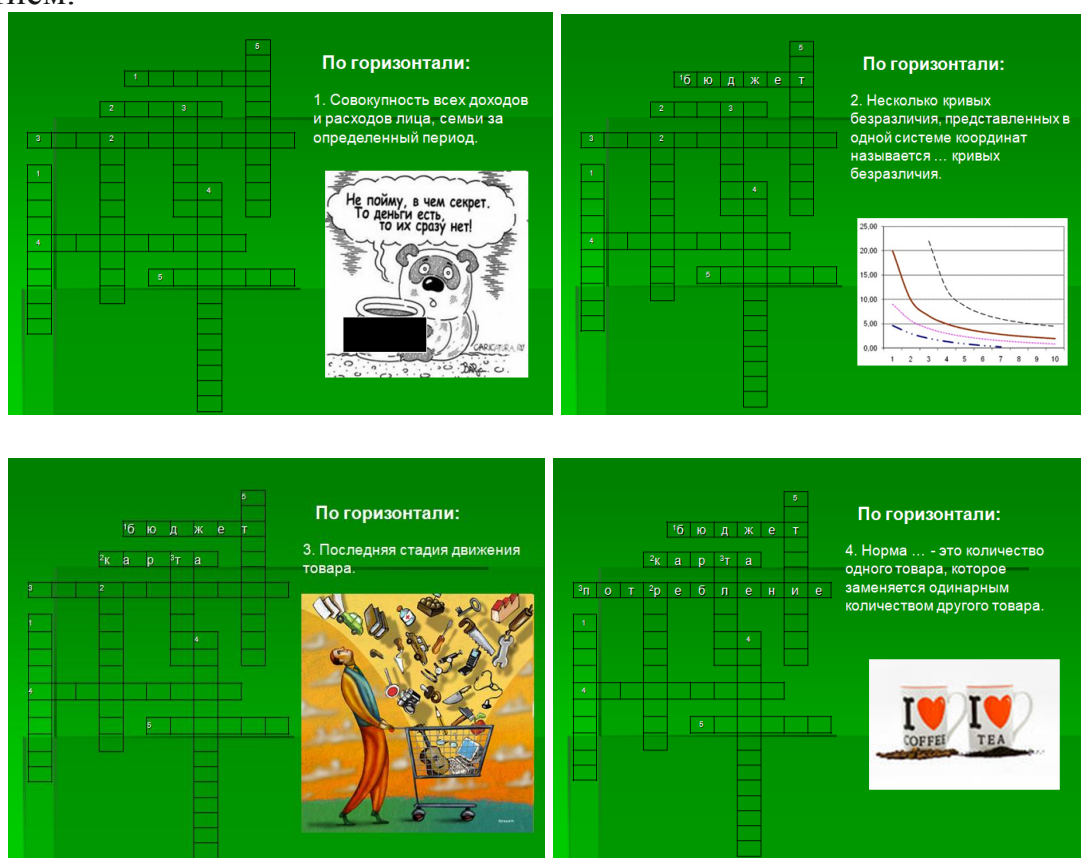 тием.
5
По горизонтали:
1
1. Совокупность всех доходов
и расходов лица, семьи за
определенный период.
2 3
3 2
1
4
4
5
Не пойму, в чем секрет.
То деньги есть,
то их сразу нет!
CARICATURA.RU
5
По горизонтали:
1б ю д ж е т
2. Несколько кривых
безразличия, представленных в
одной системе координат
называется ... кривых
безразличия.
2 3
3 2
1
4
4
5
25,00
20,00
15,00
10,00
5,00
0,00
1 2 3 4 5 6 7 8 9 10
5
По горизонтали:
1б ю д ж е т
3. Последняя стадия движения
товара.
2к а р 3т а
3 2
1
4
4
5
5
По горизонтали:
1б ю д ж е т
4. Норма ... - это количество
одного товара, которое
заменяется одинарным
количеством другого товара.
2к а р 3т а
3п о т 2р е б л е н и е
1
4
4
5
I
COFFEE
I
TEA